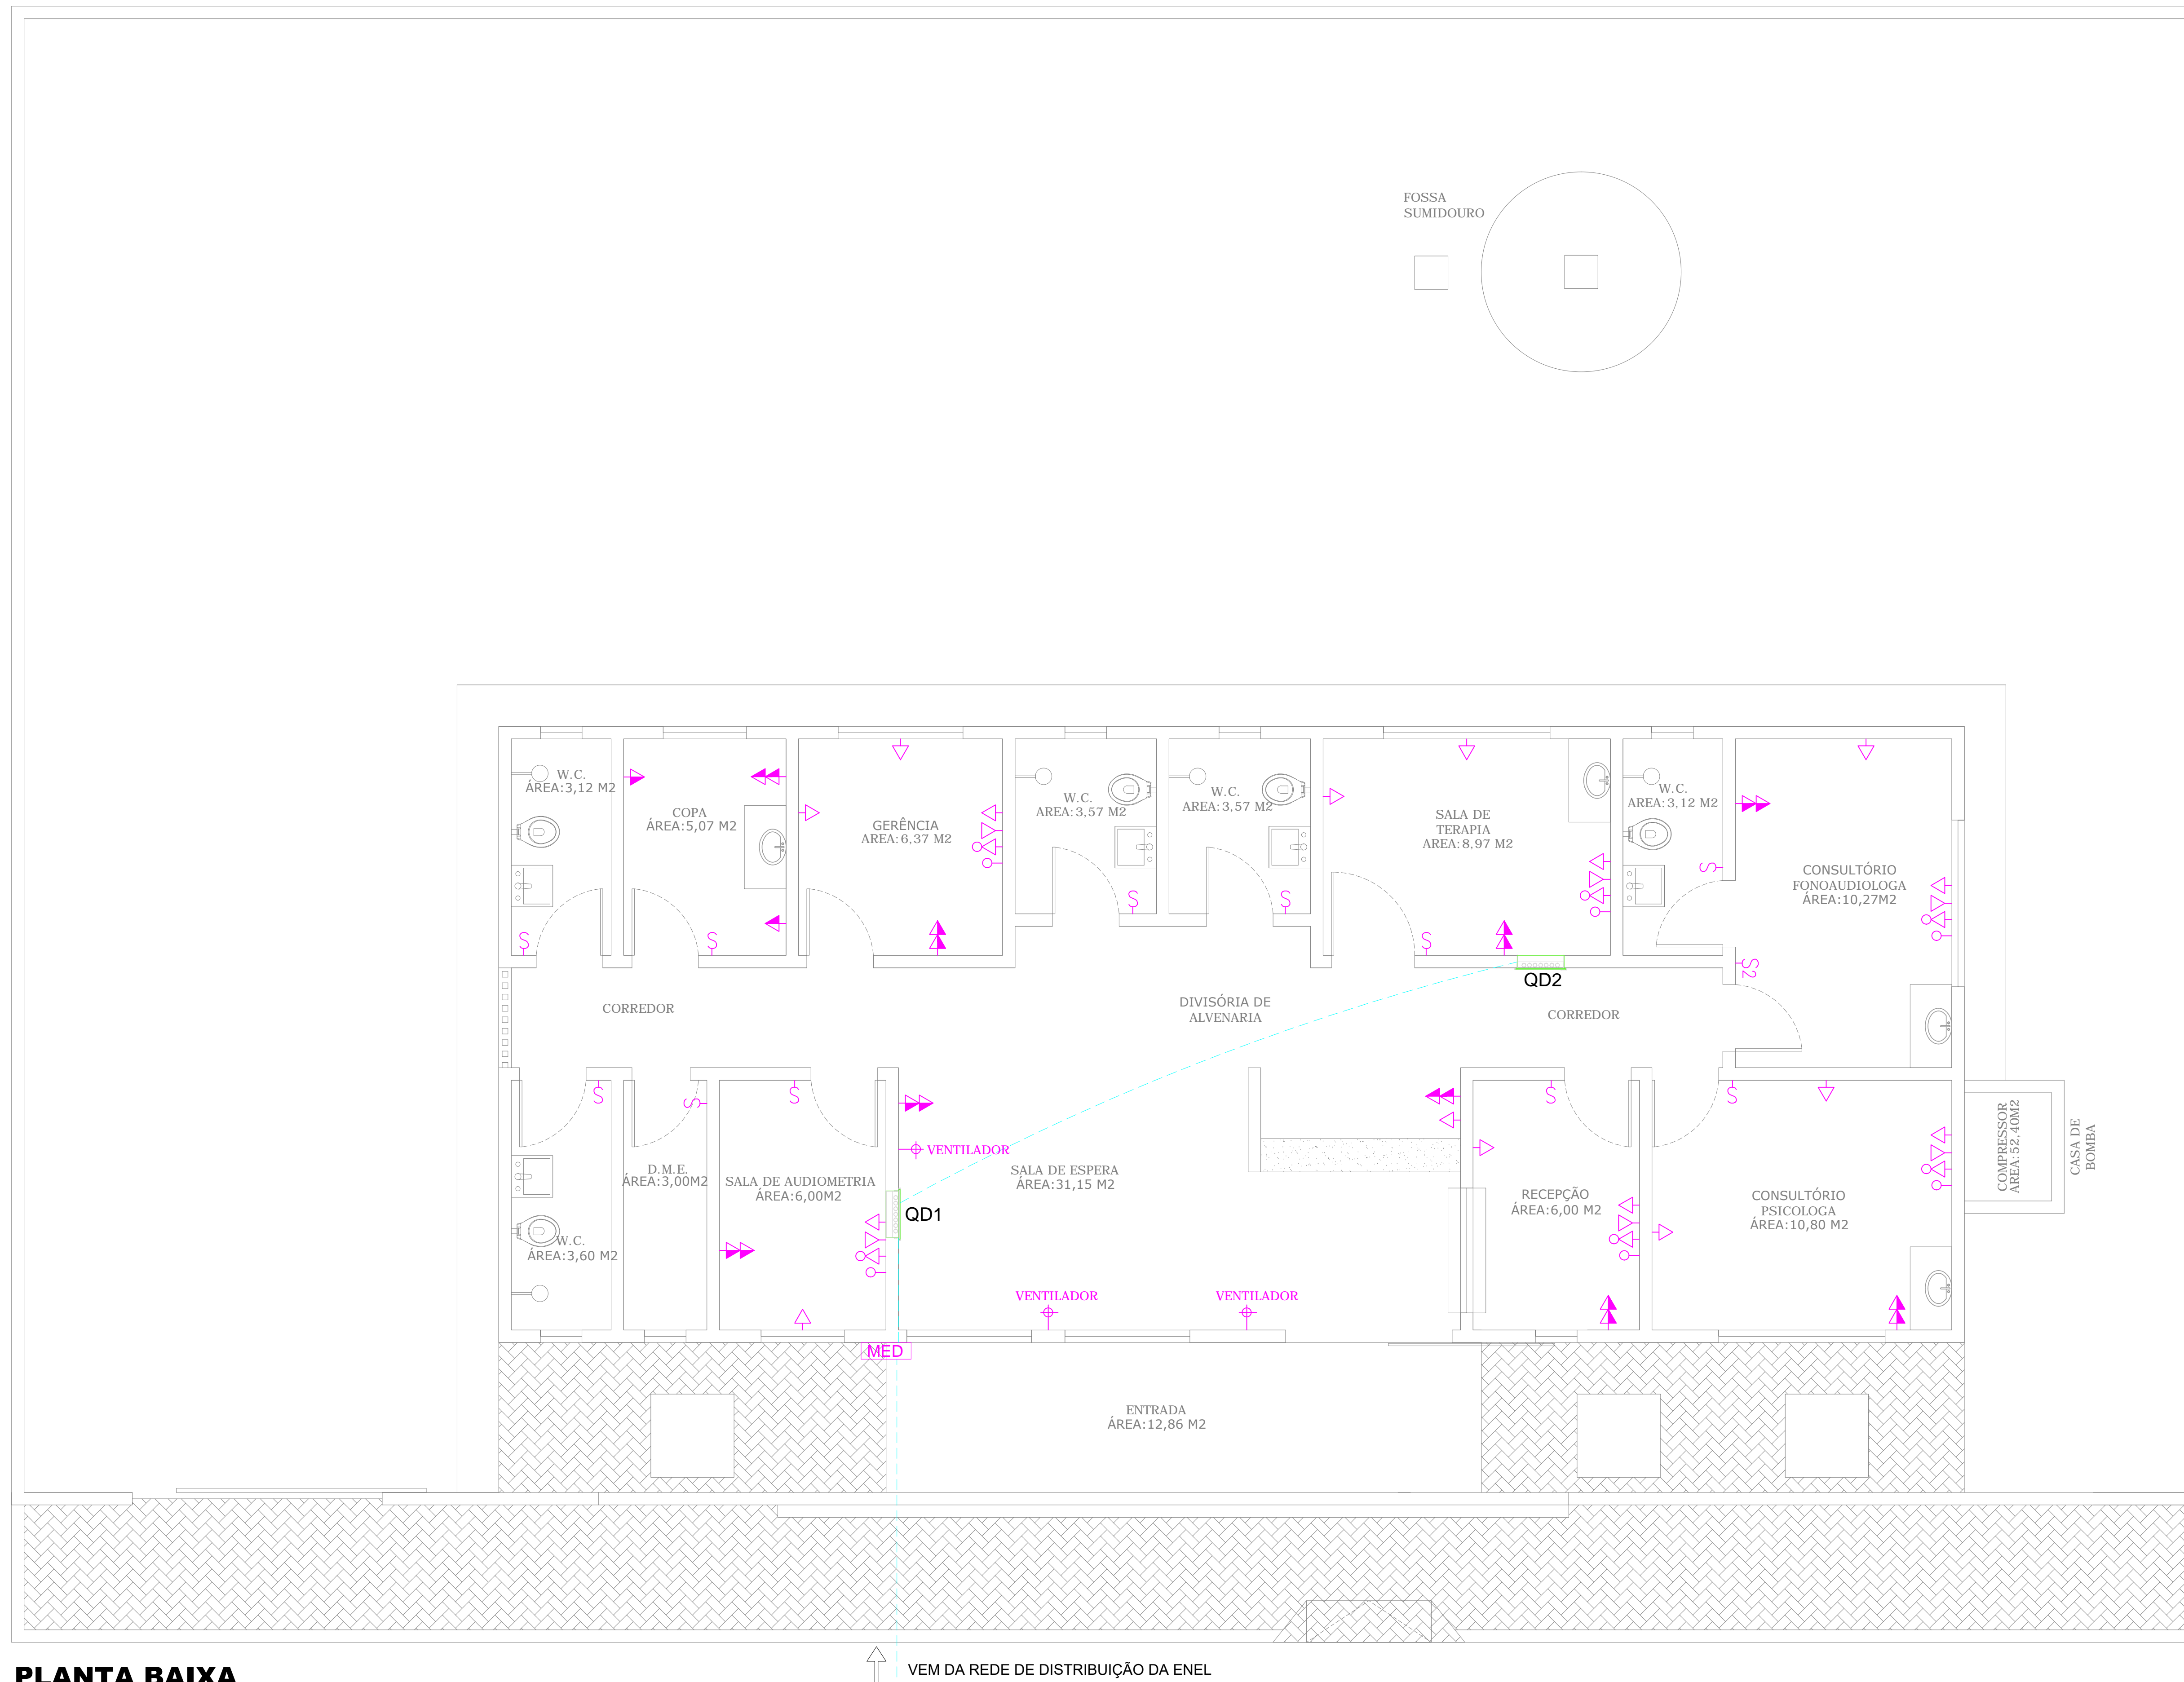 FOSSA
SUMIDOURO
W.C.
ÁREA:3,12 M2
COPA
ÁREA:5,07 M2
GERÊNCIA
AREA:6,37 M2
W.C.
AREA:3,57 M2
W.C.
AREA:3,57 M2
SALA DE
TERAPIA
AREA:8,97 M2
W.C.
AREA:3,12 M2
CONSULTÓRIO
FONOAUDIOLOGA
ÁREA:10,27M2
S
S
S
S
S
S
S2
QD2
CORREDOR
DIVISÓRIA DE
ALVENARIA
CORREDOR
S
S
S
S
S
VENTILADOR
D.M.E.
ÁREA:3,00M2
SALA DE AUDIOMETRIA
ÁREA:6,00M2
SALA DE ESPERA
ÁREA:31,15 M2
RECEPÇÃO
ÁREA:6,00 M2
CONSULTÓRIO
PSICOLOGA
ÁREA:10,80 M2
COMPRESSOR
AREA:52,40M2
CASA DE
BOMBA
QD1
W.C.
ÁREA:3,60 M2
VENTILADOR
VENTILADOR
MED
ENTRADA
ÁREA:12,86 M2
PLANTA BAIXA
VEM DA REDE DE DISTRIBUIÇÃO DA ENEL